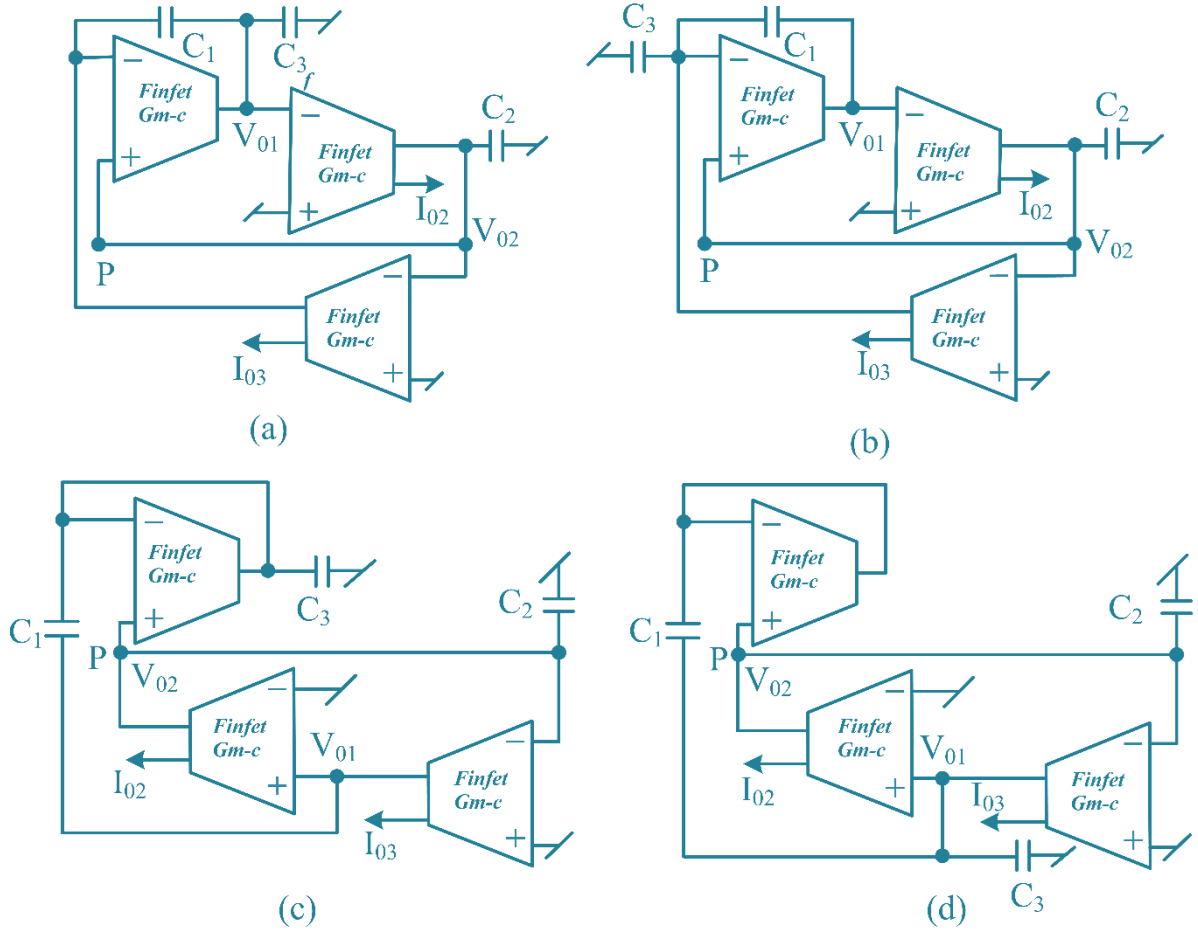 C1
C3
f
−
+
Finfet
Gm-c
V01
−
+
Finfet
Gm-c
C2
I02
V02
P
−
+
Finfet
Gm-c
I03
(a)
C3
C1
−
+
Finfet
Gm-c
V01
−
+
Finfet
Gm-c
C2
I02
V02
P
−
+
Finfet
Gm-c
I03
(b)
−
+
Finfet
Gm-c
C3
C1
C2
P
V02
−
+
Finfet
Gm-c
I02
V01
−
+
Finfet
Gm-c
I03
(c)
−
+
Finfet
Gm-c
C1
C2
P
V02
−
+
Finfet
Gm-c
I02
V01
I03
−
+
Finfet
Gm-c
C3
(d)